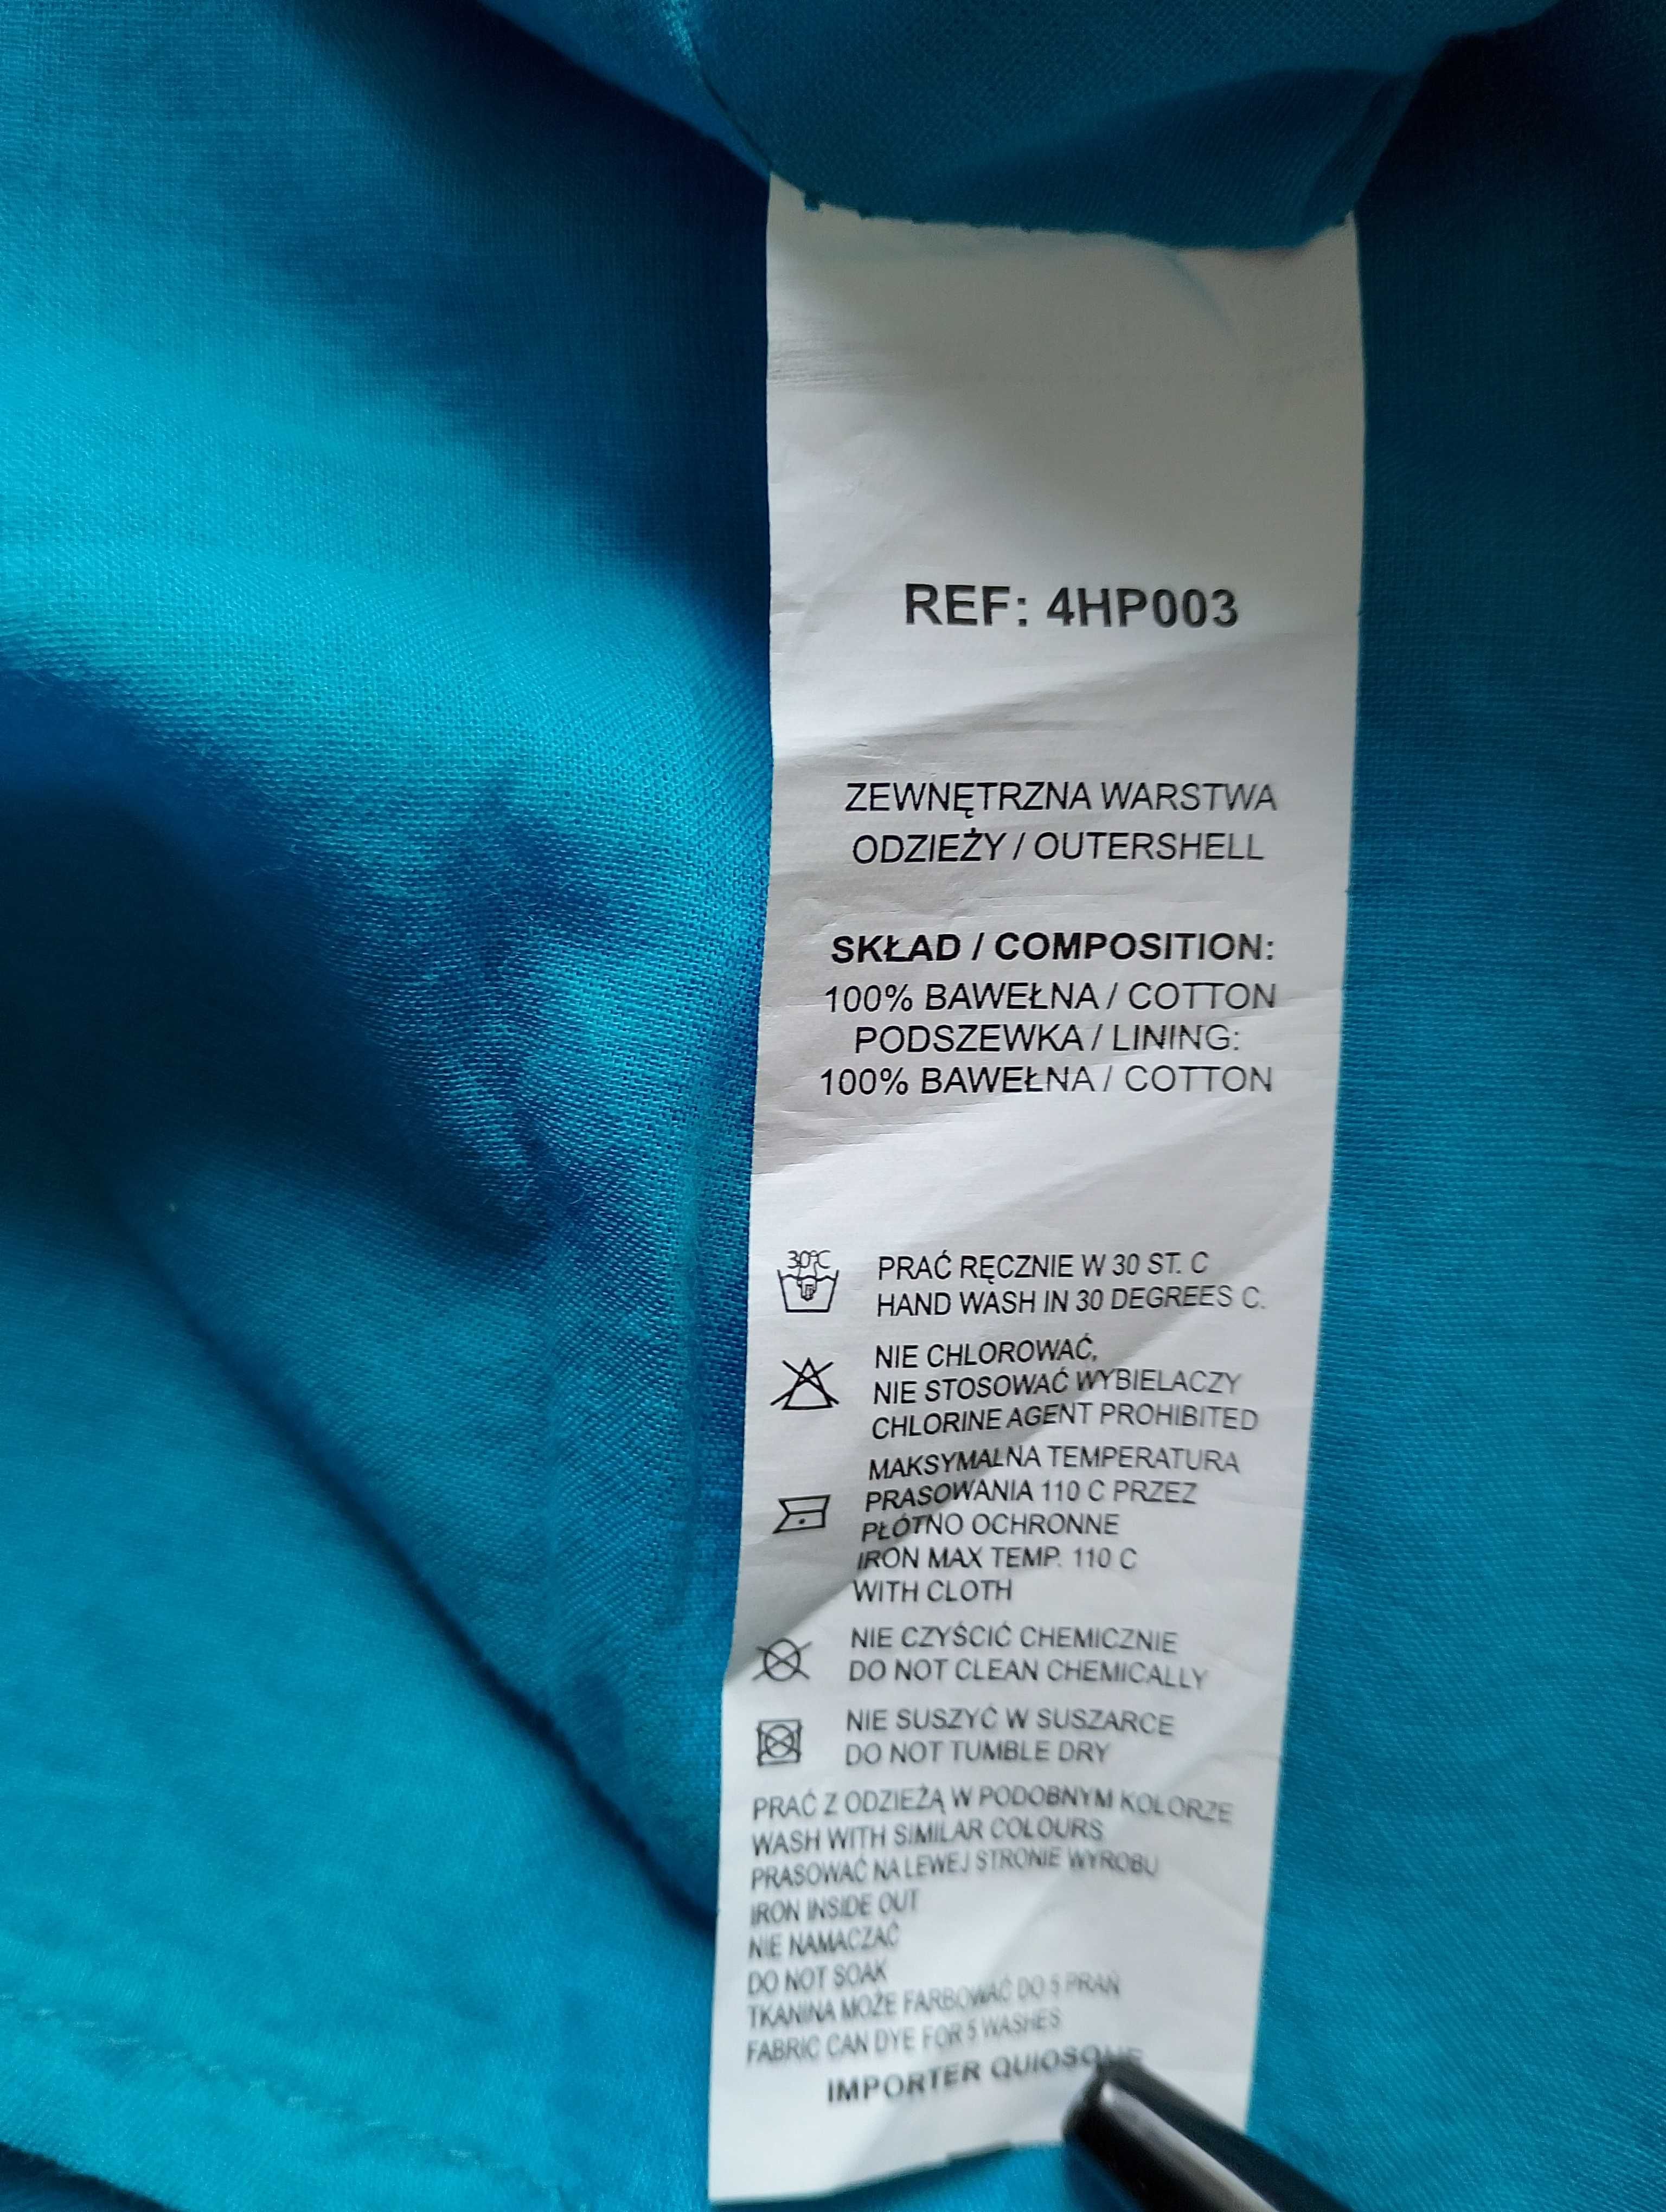 REF: 4HP003
ZEWNĘTRZNA WARSTWA
ODZIEŻY / OUTERSHELL
SKŁAD / COMPOSITION:
100% BAWEŁNA / COTTON
PODSZEWKA / LINING:
100% BAWEŁNA / COTTON
30°C
PRAĆ RĘCZNIE W 30 ST. C
HAND WASH IN 30 DEGREES C.
NIE CHLOROWAĆ,
NIE STOSOWAĆ WYBIELACZY
CHLORINE AGENT PROHIBITED
MAKSYMALNA TEMPERATURA
PRASOWANIA 110 C PRZEZ
PŁÓTNO OCHRONNE
IRON MAX TEMP. 110 C
WITH CLOTH
NIE CZYŚCIĆ CHEMICZNIE
DO NOT CLEAN CHEMICALLY
NIE SUSZYĆ W SUSZARCE
DO NOT TUMBLE DRY
PRAĆ Z ODZIEŻĄ W PODOBNYM KOLORZE
WASH WITH SIMILAR COLOURS
PRASOWAĆ NA LEWEJ STRONIE WYROBU
IRON INSIDE OUT
NIE NAMACZAĆ
DO NOT SOAK
TKANINA MOŻE FARBOWAĆ DO 5 PRAŃ
FABRIC CAN DYE FOR 5 WASHES
IMPORTER QUIOSQUE